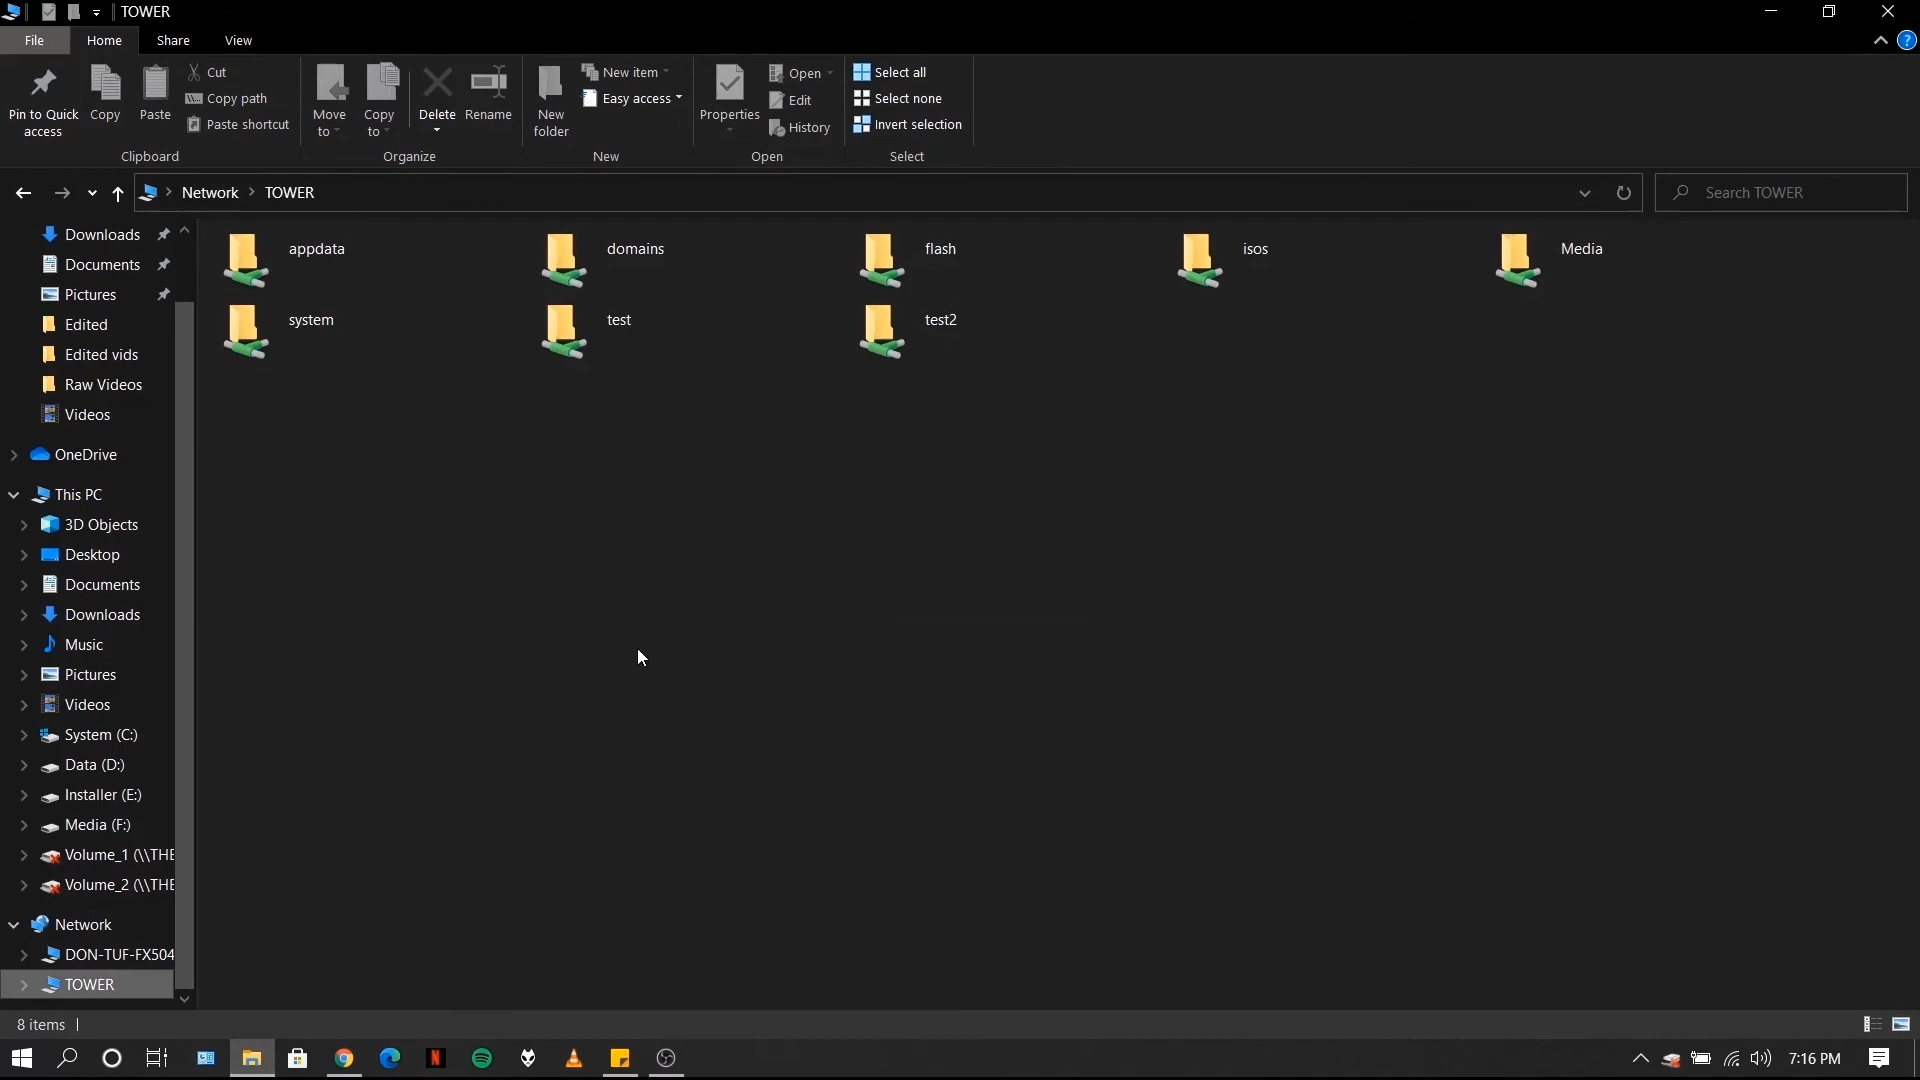 TOWER
File Home Share View
Pin to Quick access
Copy
Paste
Cut
Copy path
Paste shortcut
Clipboard
Move to
Copy to
Delete
Rename
Organize
New folder
New item
Easy access
New
Properties
Open
Edit
History
Open
Select all
Select none
Invert selection
Select
Network TOWER
Search TOWER
Downloads
Documents
Pictures
Edited
Edited vids
Raw Videos
Videos
OneDrive
This PC
3D Objects
Desktop
Documents
Downloads
Music
Pictures
Videos
System (C:)
Data (D:)
Installer (E:)
Media (F:)
Volume_1 (\\THE
Volume_2 (\\THE
Network
DON-TUF-FX504
TOWER
appdata domains flash isos Media
system test test2
8 items
7:16 PM